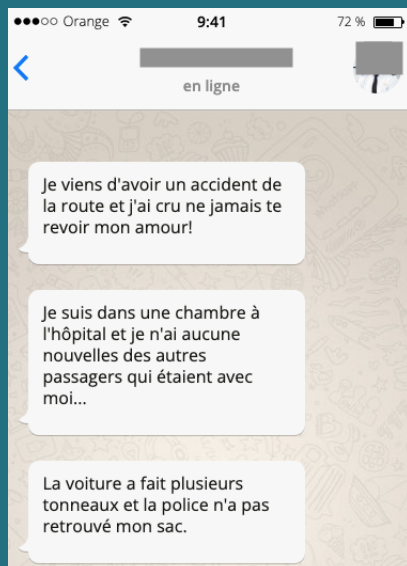 Orange 9:41 72 %
en ligne
Je viens d'avoir un accident de
la route et j'ai cru ne jamais te
revoir mon amour!
Je suis dans une chambre à
l'hôpital et je n'ai aucune
nouvelles des autres
passagers qui étaient avec
moi...
La voiture a fait plusieurs
tonneaux et la police n'a pas
retrouvé mon sac.